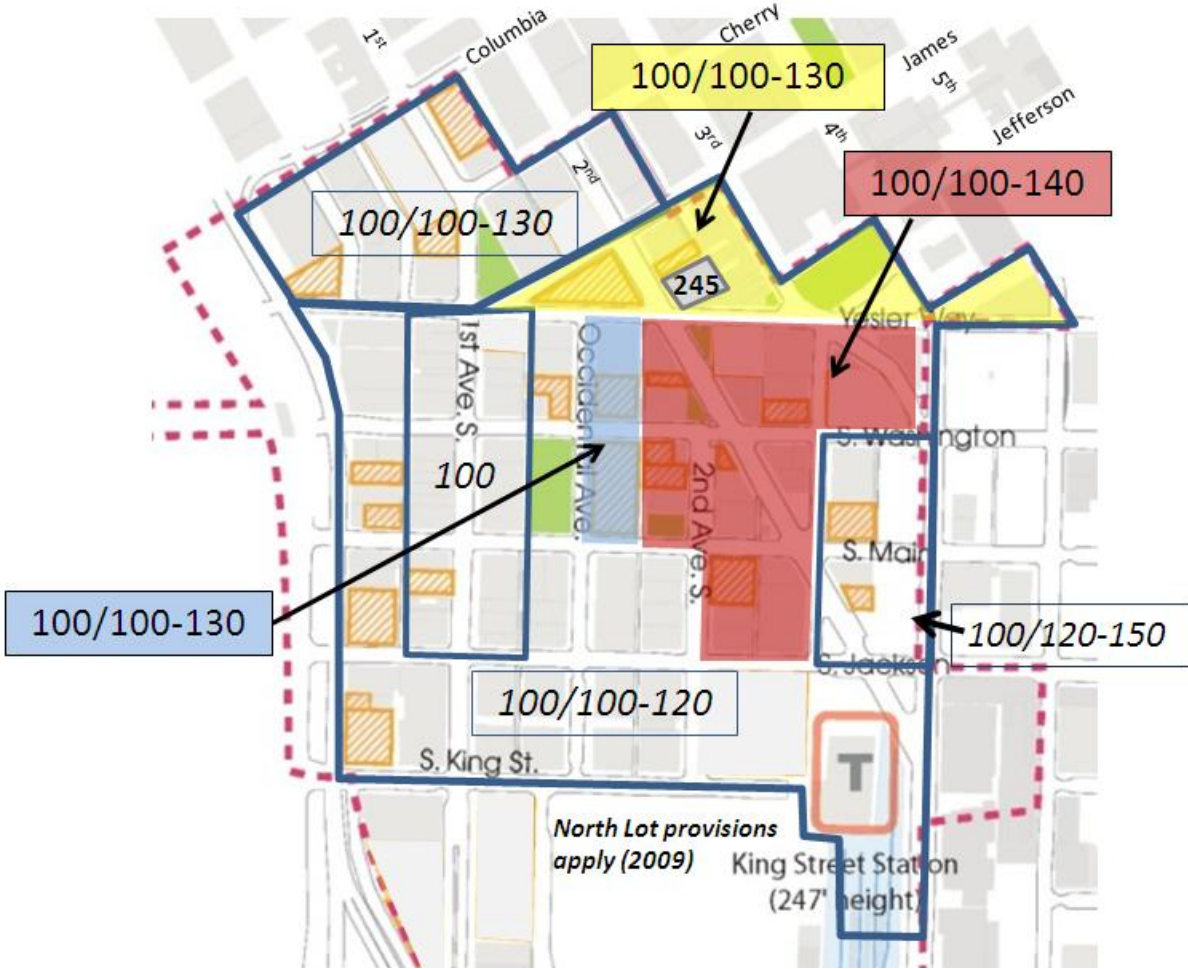 1st
Columbia
Cherry
James
5th
Jefferson
100/100-130
3rd
4th
2nd
100/100-140
100/100-130
245
Yesler Way
1st Ave. S.
Occidental Ave.
S. Washington
100
2nd Ave. S.
S. Main
100/100-130
100/120-150
S. Jackson
100/100-120
S. King St.
T
North Lot provisions
apply (2009)
King Street Station
(247' height)